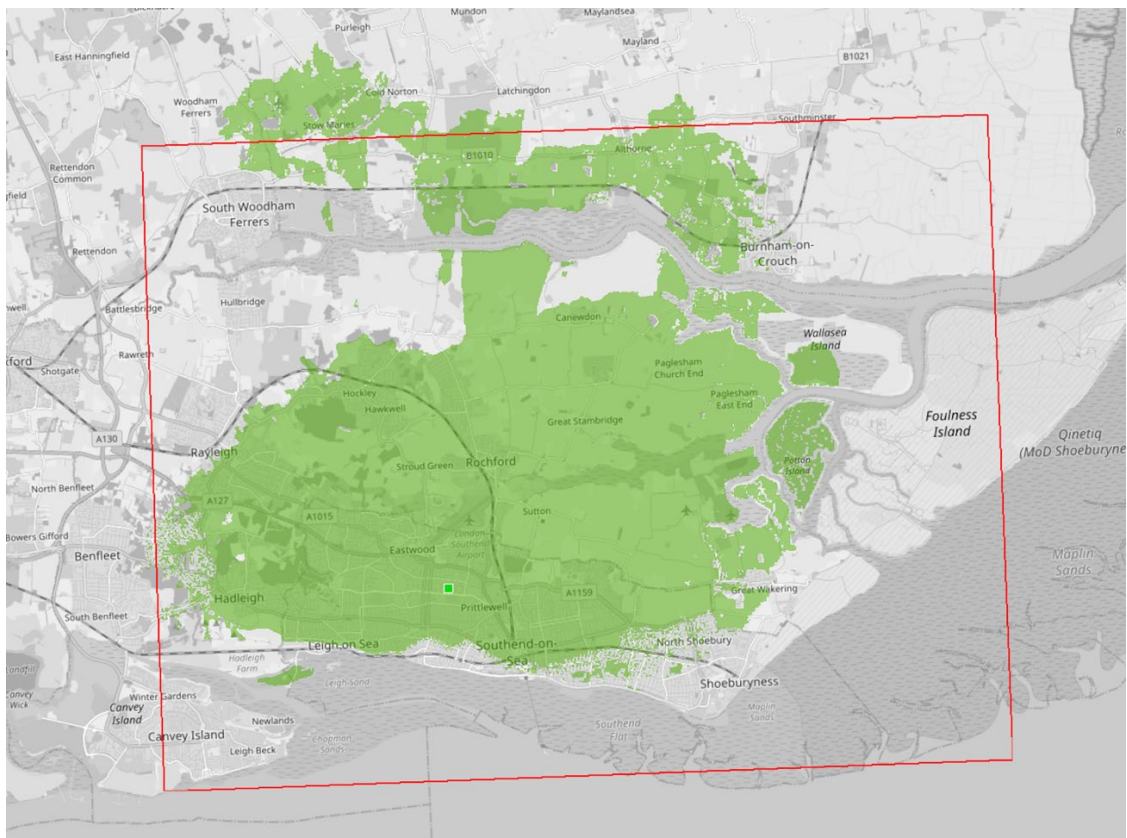 Purleigh
Mundon
Maylandsea
East Hanningfield
Mayland
B1021
Cold Norton
Latchingdon
Woodham
Ferrers
Stow Maries
Southminster
Rettendon
Common
B1010
Althorne
South Woodham
Ferrers
Rettendon
Burnham-on-
Crouch
Hullbridge
Battlesbridge
Canewdon
Wallasea
Island
Rawreth
Shotgate
Paglesham
Church End
Hockley
Hawkwell
Paglesham
East End
Great Stambridge
Foulness
Island
A130
Rayleigh
Qinetiq
(MoD Shoeburyne
Stroud Green
Rochford
Potton
Island
North Benfleet
A127
A1015
Sutton
London
Southend
Airport
Bowers Gifford
Eastwood
Benfleet
Maplin
Sands
Hadleigh
A1159
Great Wakering
Prittlewell
South Benfleet
Leigh on Sea
Southend-on-
Sea
North Shoebury
Hadleigh
Farm
Leigh Sand
Shoeburyness
Canvey
Wick
Winter Gardens
Canvey
Island
Newlands
Maplin
Sands
Canvey Island
Leigh Beck
Chapman
Sands
Southend
Flat